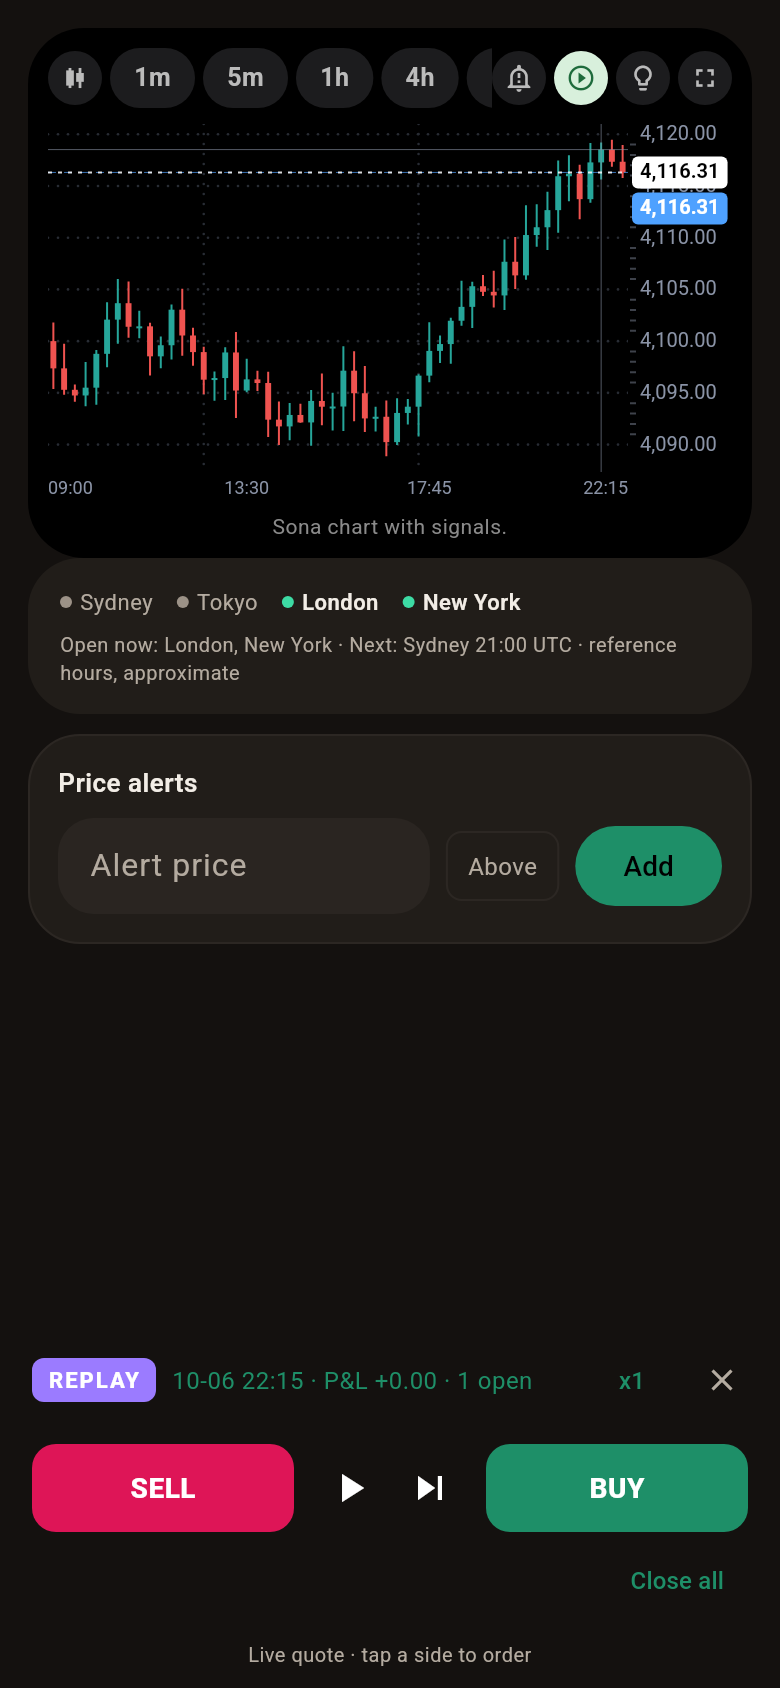 1m 5m 1h 4h
4,120.00
4,116.31
4,116.31
4,110.00
4,105.00
4,100.00
4,095.00
4,090.00
09:00 13:30 17:45 22:15
Sona chart with signals.
Sydney Tokyo London New York
Open now: London, New York · Next: Sydney 21:00 UTC · reference
hours, approximate
Price alerts
Alert price Above Add
REPLAY 10-06 22:15 · P&L +0.00 · 1 open x1
SELL BUY
Close all
Live quote · tap a side to order